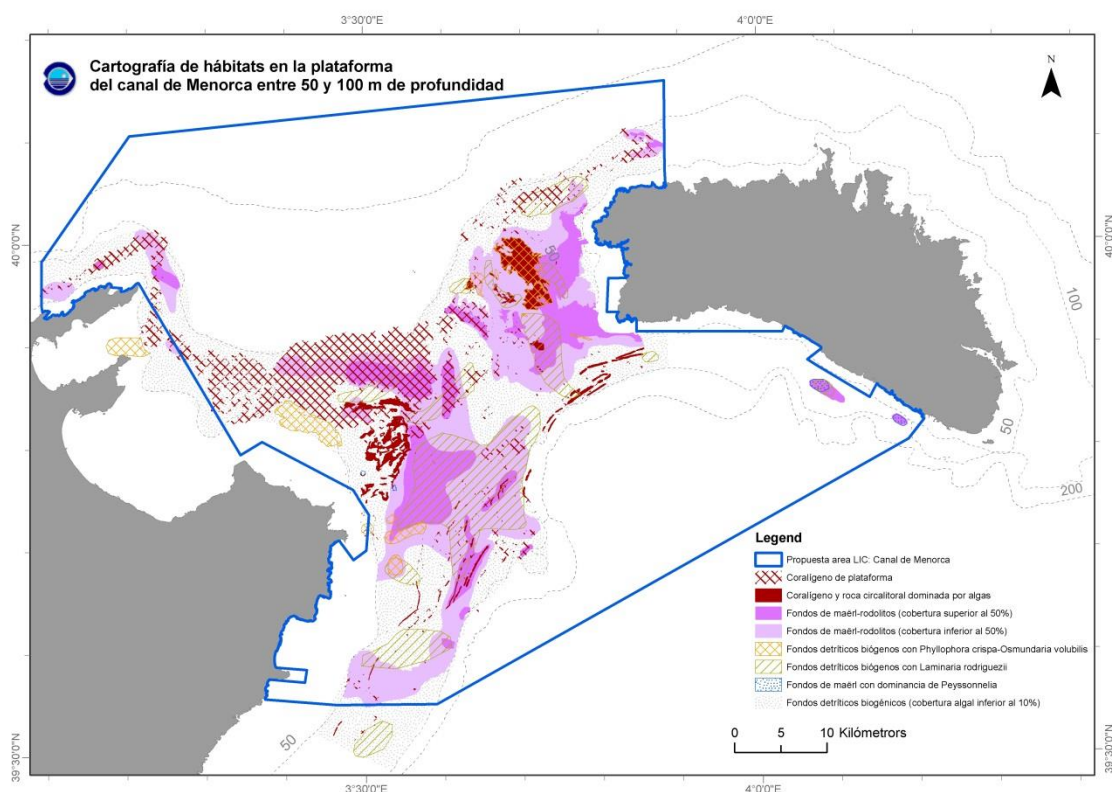 3°30'0"E
4°0'0"E
Cartografía de hábitats en la plataforma
del canal de Menorca entre 50 y 100 m de profundidad
N
40°0'0"N
40°0'0"N
50
100
50
200
Legend
Propuesta area LIC: Canal de Menorca
Coralígeno de plataforma
Coralígeno y roca circalitoral dominada por algas
Fondos de maërl-rodolitos (cobertura superior al 50%)
Fondos de maërl-rodolitos (cobertura inferior al 50%)
Fondos detríticos biógenos con Phyllophora crispa-Osmundaria volubilis
Fondos detríticos biógenos con Laminaria rodriguezii
Fondos de maërl con dominancia de Peyssonnelia
Fondos detríticos biogénicos (cobertura algal inferior al 10%)
0 5 10 Kilómetrors
50
39°30'0"N
39°30'0"N
3°30'0"E
4°0'0"E